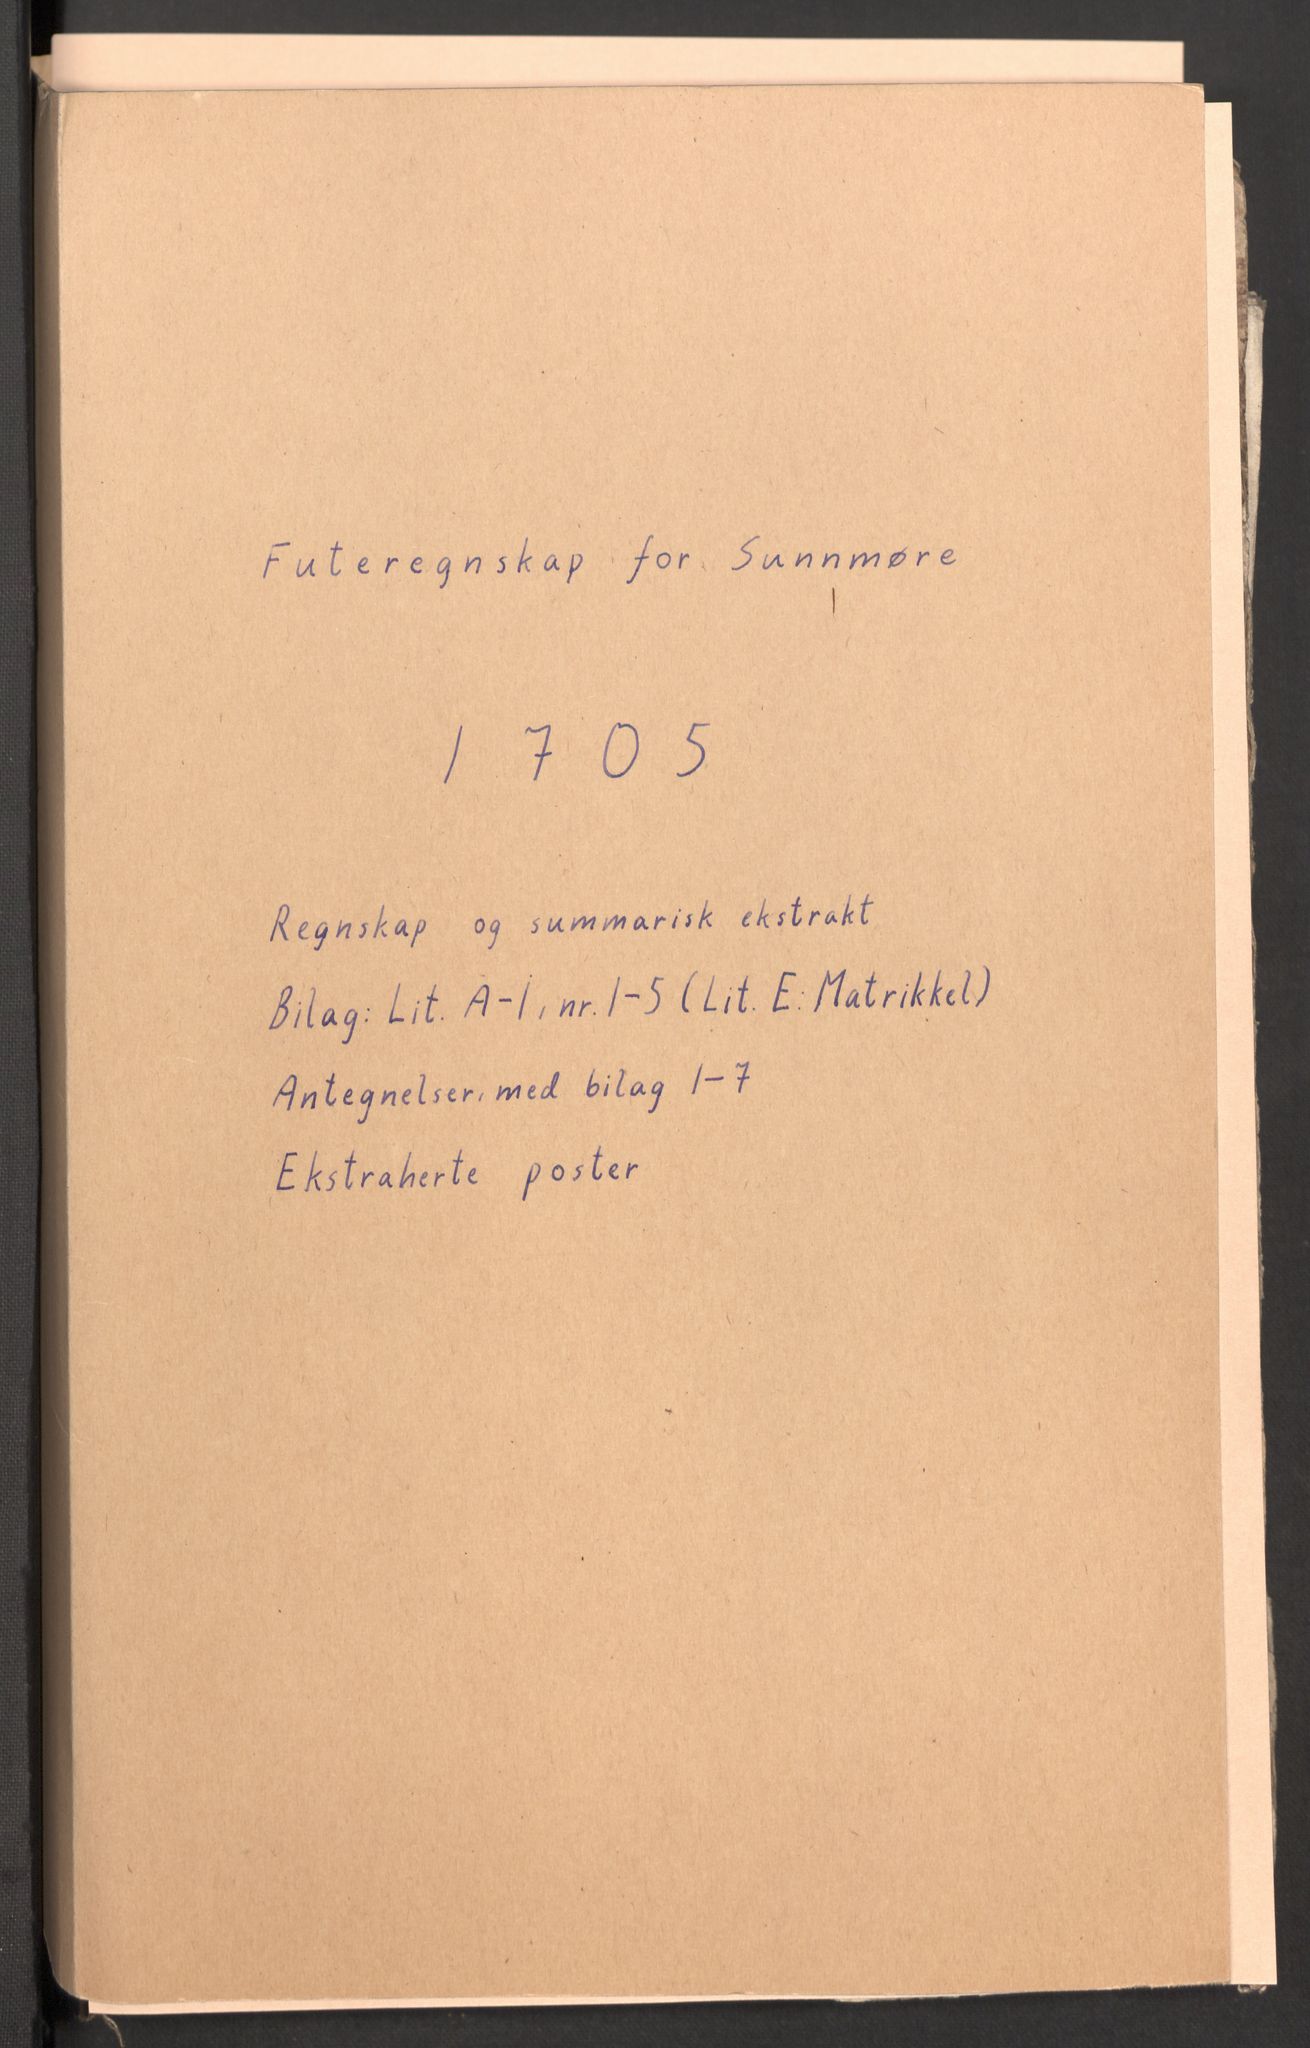 Futeregnskap for Sunnmøre
1705
Regnskap og summarisk ekstrakt
Bilag: Lit. A-I, nr. 1-5 (Lit. E: Matrikkel)
Antegnelser, med bilag 1-7
Ekstraherte poster